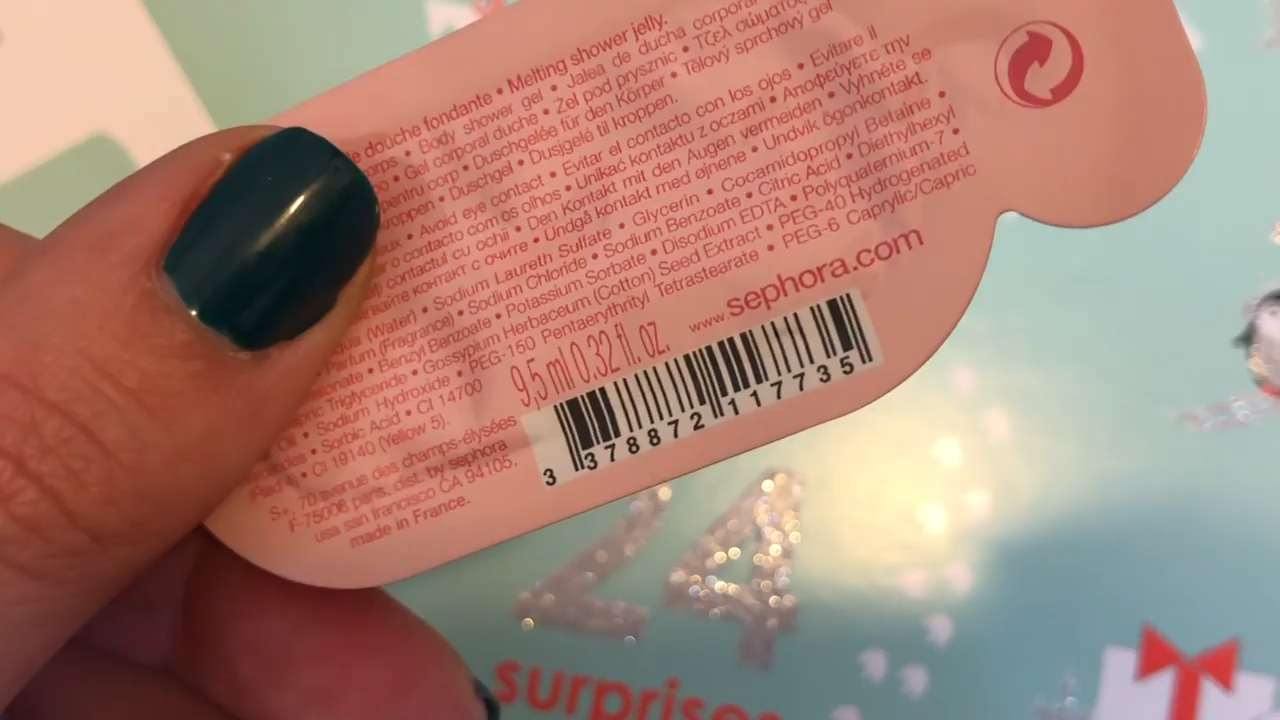 e douche fondante • Melting shower jelly.
orps • Body shower gel • Jalea de ducha corporal
o • Gel corporal duche • Żel pod prysznic • Τζελ σώματος
entru corp • Duschgelée für den Körper • Tělový sprchový gel
roppen • Duschgel • Dusjgelé til kroppen.
ux • Avoid eye contact • Evitar el contacto con los ojos • Evitare il
r o contacto com os olhos • Unikać kontaktu z oczami • Αποφεύγετε την
contactul cu ochii • Den Kontakt mit den Augen vermeiden • Vyhněte se
контакт с очите • Undgå kontakt med øjnene • Undvik ögonkontakt.
(Water) • Sodium Laureth Sulfate • Glycerin • Cocamidopropyl Betaine •
Parfum (Fragrance) • Sodium Chloride • Sodium Benzoate • Citric Acid • Diethylhexyl
onate • Benzyl Benzoate • Potassium Sorbate • Disodium EDTA • Polyquaternium-7 •
Triglyceride • Gossypium Herbaceum (Cotton) Seed Extract • PEG-40 Hydrogenated
Oil • Sodium Hydroxide • PEG-150 Pentaerythrityl Tetrastearate • PEG-6 Caprylic/Capric
• Sorbic Acid • CI 14700
(Red 4) • CI 19140 (Yellow 5).
9,5 ml 0.32 fl. oz. www.sephora.com
S+, 70 avenue des champs-élysées
F-75008 paris, dist. by sephora
usa san francisco CA 94105.
made in France.
3 378872 117735
24
surprises